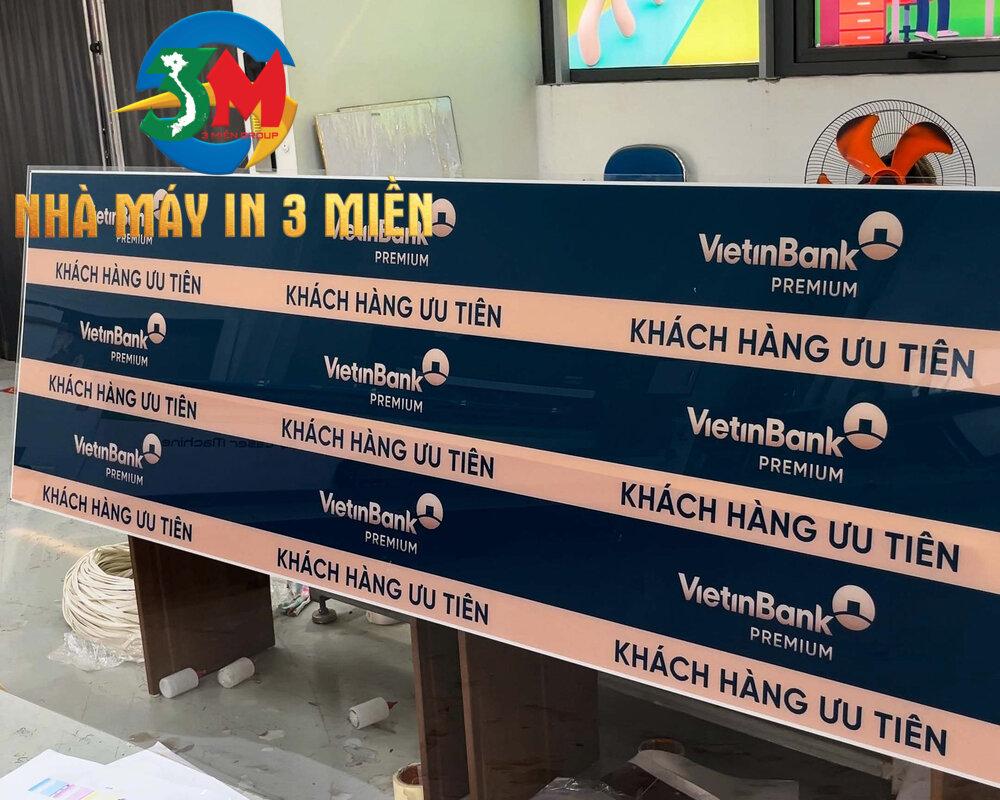 3M
3 MIỀN GROUP
NHÀ MÁY IN 3 MIỀN
PREMIUM
VietinBank
PREMIUM
VietinBank
PREMIUM
KHÁCH HÀNG ƯU TIÊN
KHÁCH HÀNG ƯU TIÊN
KHÁCH HÀNG ƯU TIÊN
VietinBank
PREMIUM
VietinBank
PREMIUM
VietinBank
PREMIUM
KHÁCH HÀNG ƯU TIÊN
KHÁCH HÀNG ƯU TIÊN
KHÁCH HÀNG ƯU TIÊN
VietinBank
PREMIUM
VietinBank
PREMIUM
VietinBank
PREMIUM
KHÁCH HÀNG ƯU TIÊN
KHÁCH HÀNG ƯU TIÊN
KHÁCH HÀNG ƯU TIÊN